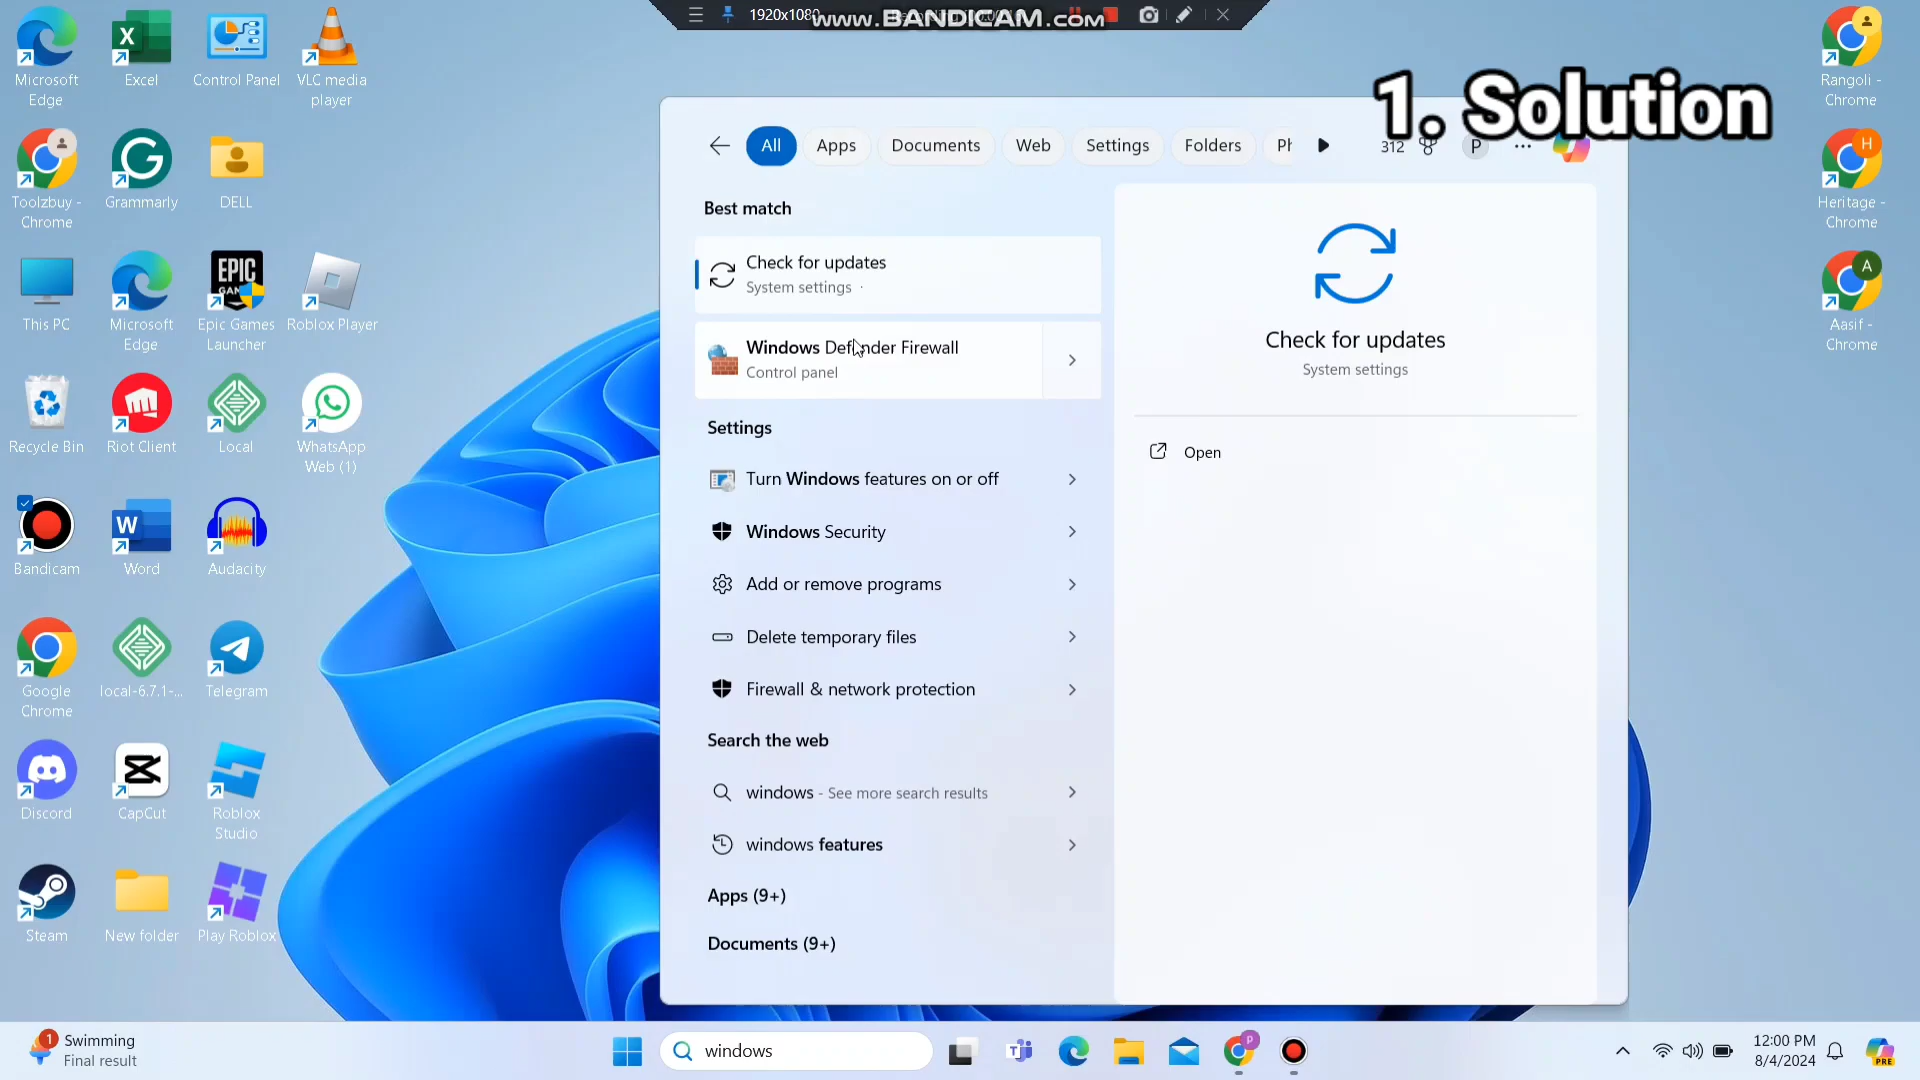 1920x1080
www.BANDICAM.com
1. Solution
Microsoft
Edge
Excel
Control Panel
VLC media
player
Rangoli -
Chrome
All
Apps
Documents
Web
Settings
Folders
312
P
Toolzbuy -
Chrome
Grammarly
DELL
Heritage -
Chrome
H
Best match
Check for updates
System settings
Windows Defender Firewall
Control panel
Check for updates
System settings
Open
This PC
Microsoft
Edge
EPIC
Epic Games
Launcher
Roblox Player
A
Aasif -
Chrome
Settings
Turn Windows features on or off
Windows Security
Add or remove programs
Delete temporary files
Firewall & network protection
Recycle Bin
Riot Client
Local
WhatsApp
Web (1)
Bandicam
Word
Audacity
Google
Chrome
local-6.7.1-...
Telegram
Search the web
windows - See more search results
windows features
Discord
CapCut
Roblox
Studio
Apps (9+)
Documents (9+)
Steam
New folder
Play Roblox
1
Swimming
Final result
windows
P
12:00 PM
8/4/2024
PRE